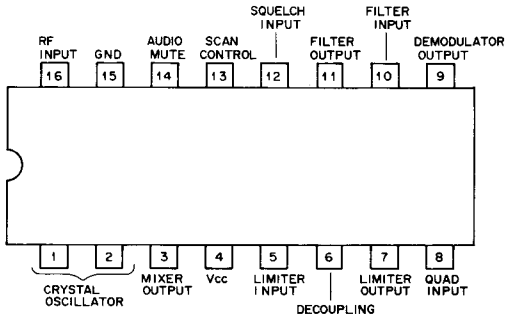 SQUELCH
INPUT
FILTER
INPUT
RF
INPUT
GND
AUDIO
MUTE
SCAN
CONTROL
FILTER
OUTPUT
DEMODULATOR
OUTPUT
16 15 14 13 12 11 10 9
1 2 3 4 5 6 7 8
CRYSTAL
OSCILLATOR
MIXER
OUTPUT
Vcc
LIMITER
INPUT
DECOUPLING
LIMITER
OUTPUT
QUAD
INPUT